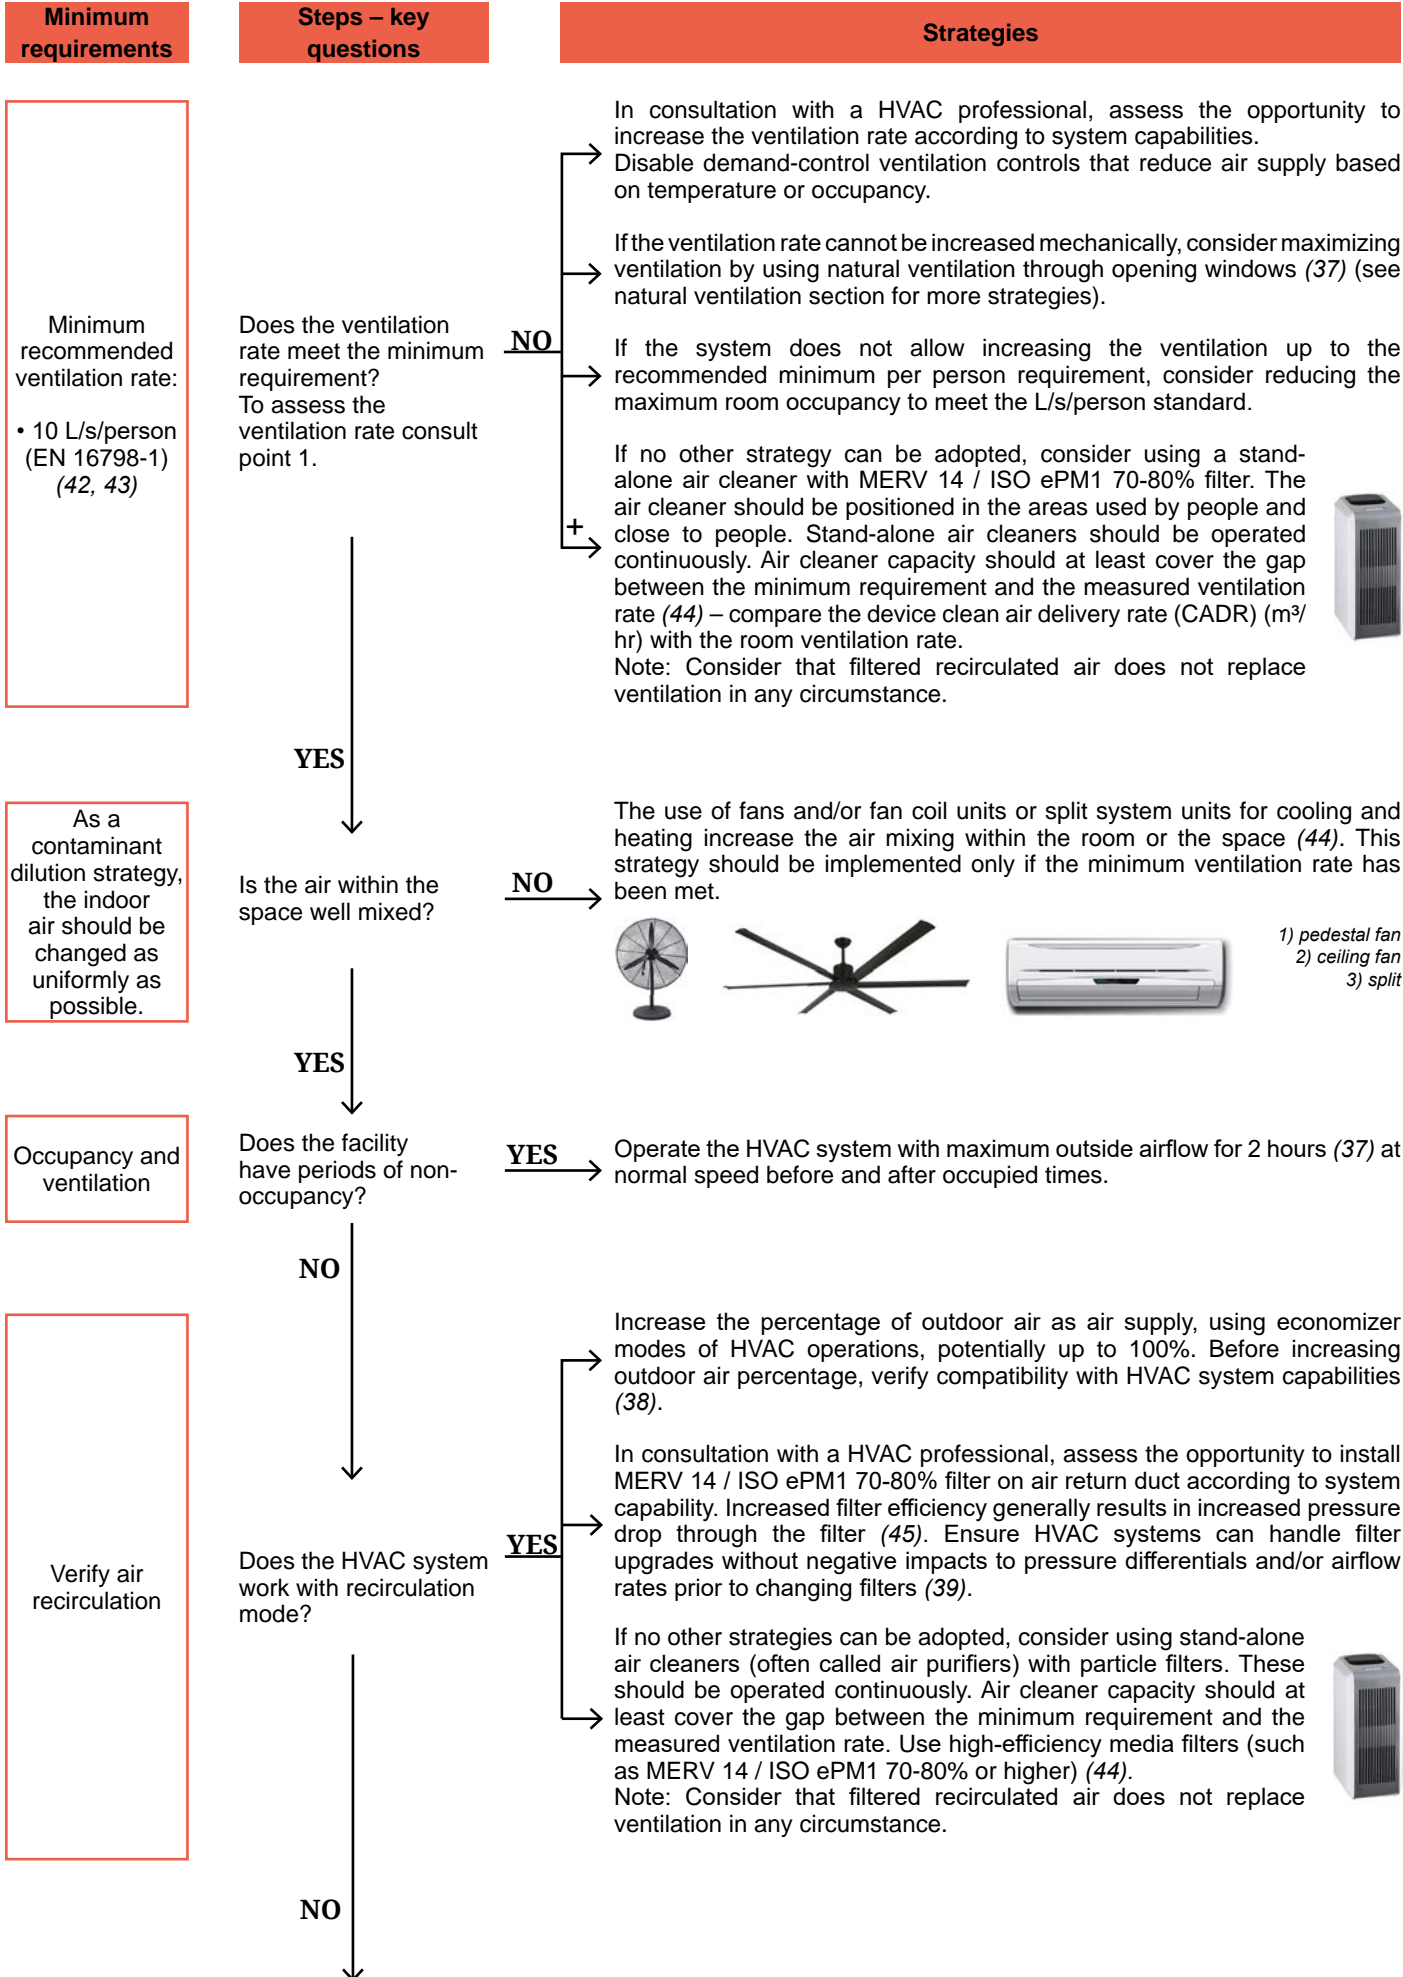 Minimum
requirements
Steps – key
questions
Strategies
Minimum
recommended
ventilation rate:
• 10 L/s/person
(EN 16798-1)
(42, 43)
Does the ventilation
rate meet the minimum
requirement?
To assess the
ventilation rate consult
point 1.
NO
In consultation with a HVAC professional, assess the opportunity to
increase the ventilation rate according to system capabilities.
Disable demand-control ventilation controls that reduce air supply based
on temperature or occupancy.
If the ventilation rate cannot be increased mechanically, consider maximizing
ventilation by using natural ventilation through opening windows (37) (see
natural ventilation section for more strategies).
If the system does not allow increasing the ventilation up to the
recommended minimum per person requirement, consider reducing the
maximum room occupancy to meet the L/s/person standard.
+
If no other strategy can be adopted, consider using a stand-
alone air cleaner with MERV 14 / ISO ePM1 70-80% filter. The
air cleaner should be positioned in the areas used by people and
close to people. Stand-alone air cleaners should be operated
continuously. Air cleaner capacity should at least cover the gap
between the minimum requirement and the measured ventilation
rate (44) – compare the device clean air delivery rate (CADR) (m³/
hr) with the room ventilation rate.
Note: Consider that filtered recirculated air does not replace
ventilation in any circumstance.
YES
As a
contaminant
dilution strategy,
the indoor
air should be
changed as
uniformly as
possible.
Is the air within the
space well mixed?
NO
The use of fans and/or fan coil units or split system units for cooling and
heating increase the air mixing within the room or the space (44). This
strategy should be implemented only if the minimum ventilation rate has
been met.
1) pedestal fan
2) ceiling fan
3) split
YES
Occupancy and
ventilation
Does the facility
have periods of non-
occupancy?
YES
Operate the HVAC system with maximum outside airflow for 2 hours (37) at
normal speed before and after occupied times.
NO
Verify air
recirculation
Does the HVAC system
work with recirculation
mode?
YES
Increase the percentage of outdoor air as air supply, using economizer
modes of HVAC operations, potentially up to 100%. Before increasing
outdoor air percentage, verify compatibility with HVAC system capabilities
(38).
In consultation with a HVAC professional, assess the opportunity to install
MERV 14 / ISO ePM1 70-80% filter on air return duct according to system
capability. Increased filter efficiency generally results in increased pressure
drop through the filter (45). Ensure HVAC systems can handle filter
upgrades without negative impacts to pressure differentials and/or airflow
rates prior to changing filters (39).
If no other strategies can be adopted, consider using stand-alone
air cleaners (often called air purifiers) with particle filters. These
should be operated continuously. Air cleaner capacity should at
least cover the gap between the minimum requirement and the
measured ventilation rate. Use high-efficiency media filters (such
as MERV 14 / ISO ePM1 70-80% or higher) (44).
Note: Consider that filtered recirculated air does not replace
ventilation in any circumstance.
NO